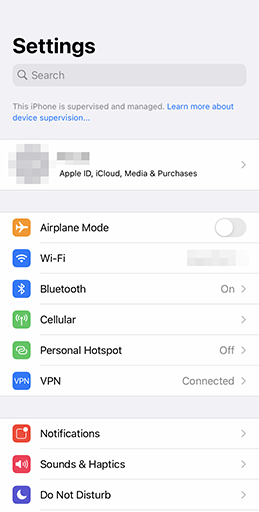 Settings
Search
This iPhone is supervised and managed. Learn more about
device supervision...
Apple ID, iCloud, Media & Purchases
Airplane Mode
Wi-Fi
Bluetooth On
Cellular
Personal Hotspot Off
VPN VPN Connected
Notifications
Sounds & Haptics
Do Not Disturb